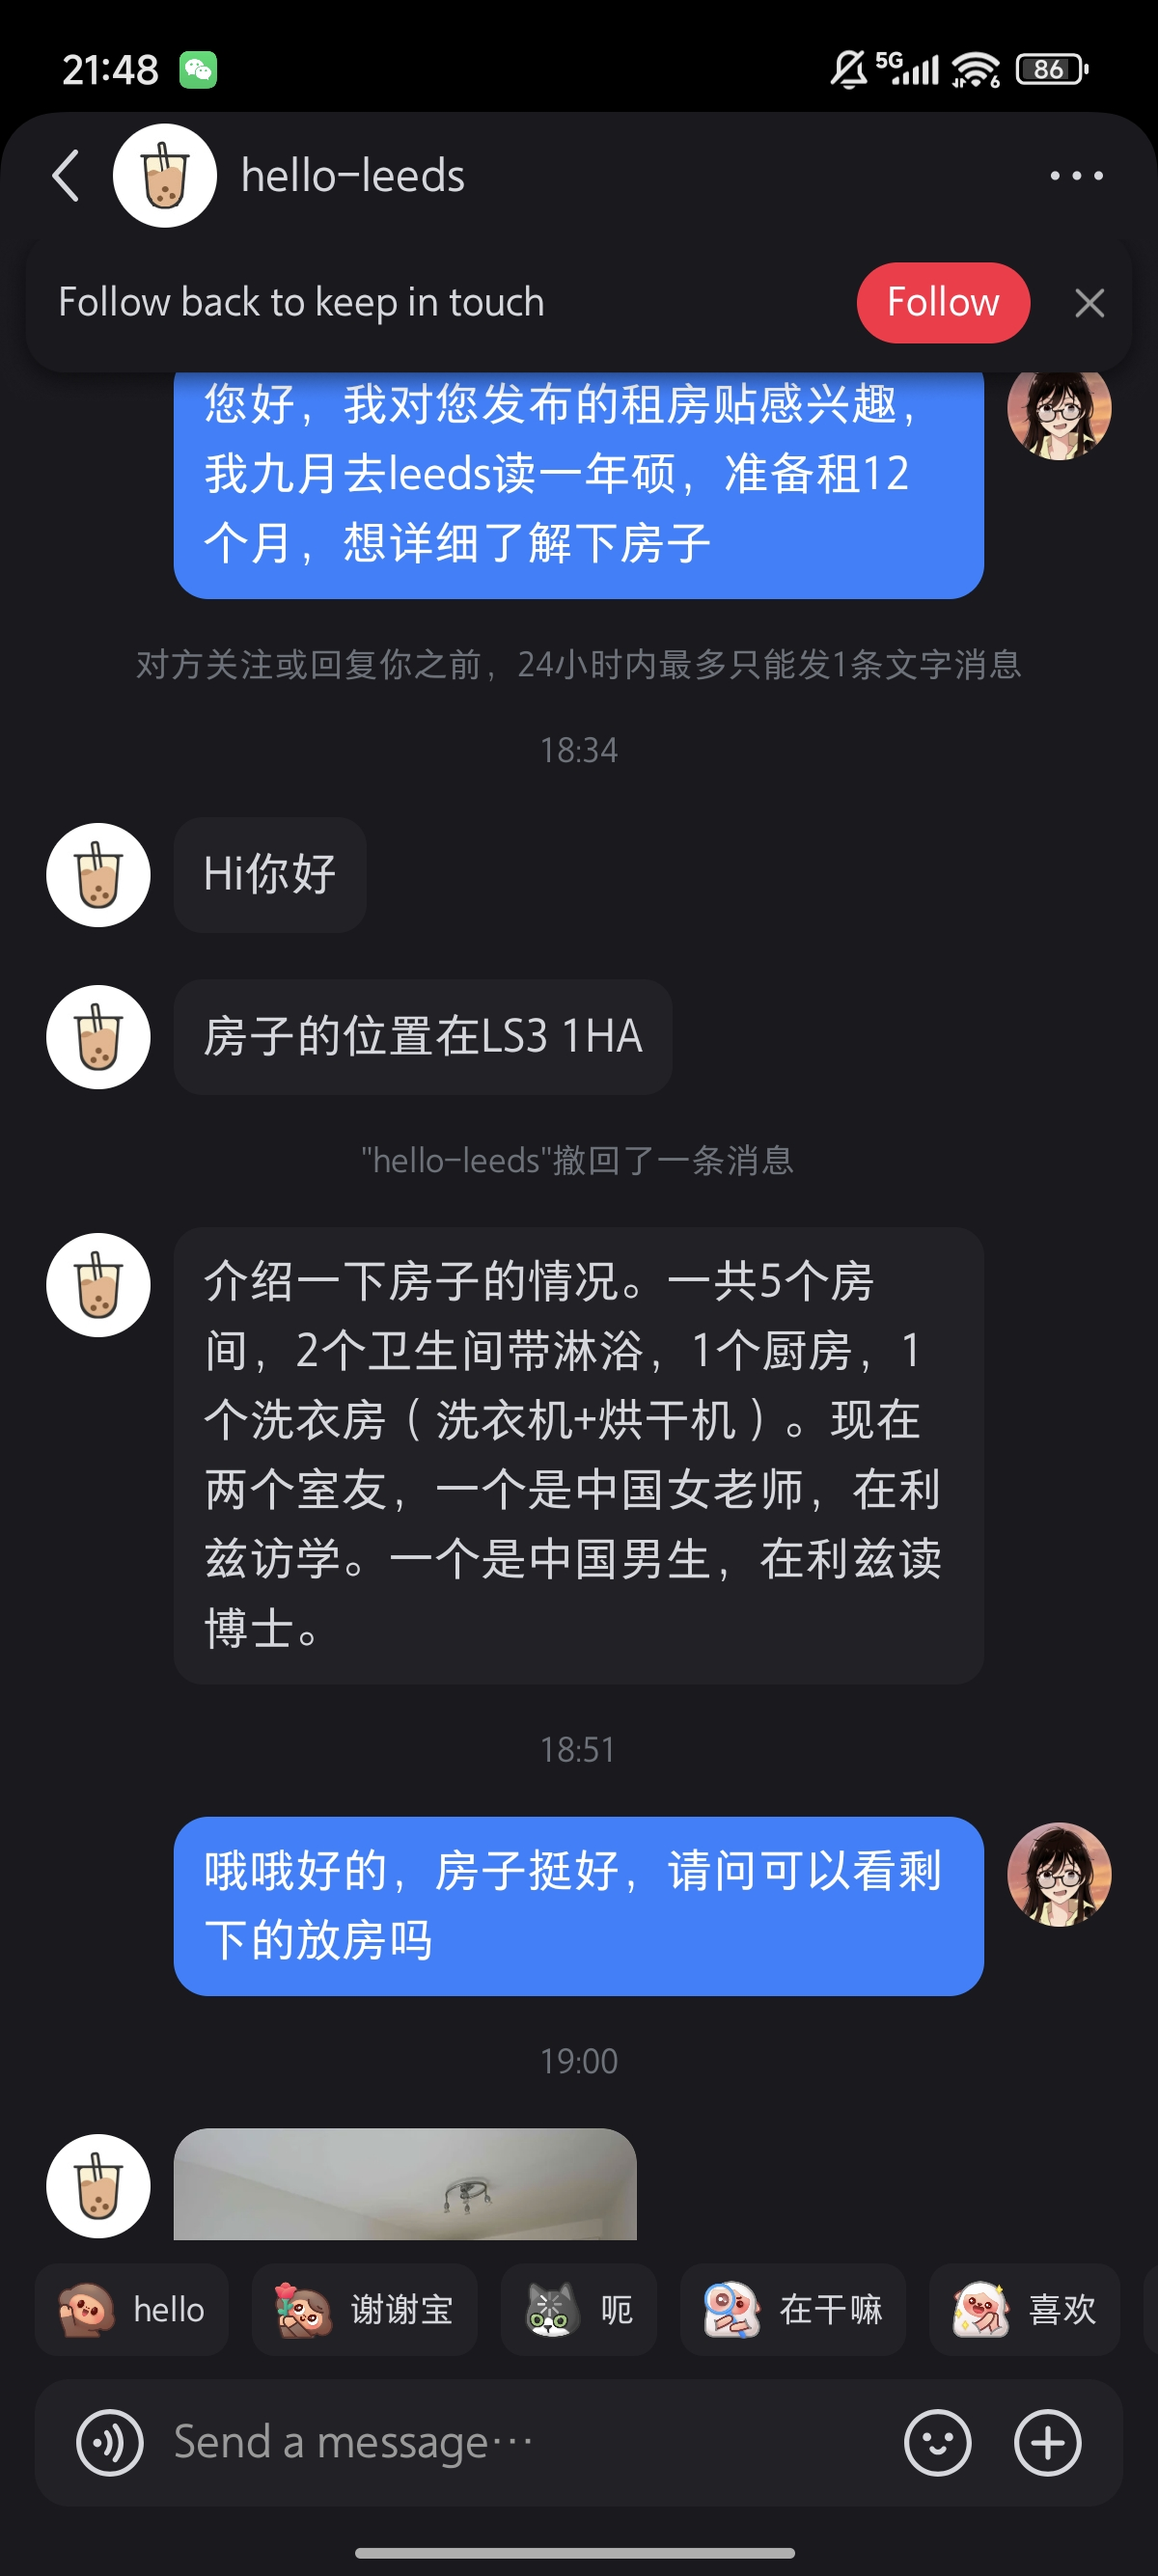 21:48
5G
6
86
hello-leeds
Follow back to keep in touch
Follow
您好，我对您发布的租房贴感兴趣，
我九月去leeds读一年硕，准备租12
个月，想详细了解下房子
对方关注或回复你之前，24小时内最多只能发1条文字消息
18:34
Hi你好
房子的位置在LS3 1HA
"hello-leeds"撤回了一条消息
介绍一下房子的情况。一共5个房
间，2个卫生间带淋浴，1个厨房，1
个洗衣房（洗衣机+烘干机）。现在
两个室友，一个是中国女老师，在利
兹访学。一个是中国男生，在利兹读
博士。
18:51
哦哦好的，房子挺好，请问可以看剩
下的放房吗
19:00
hello
谢谢宝
呃
在干嘛
喜欢
Send a message…